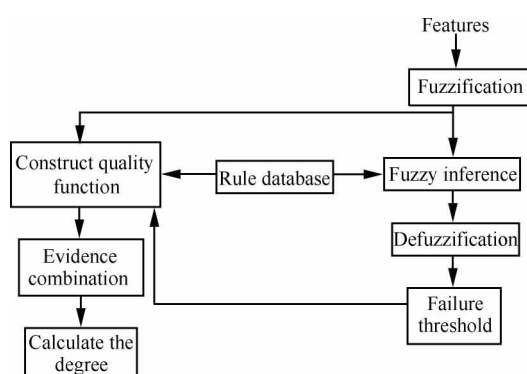 Features
Fuzzification
Construct quality
function
Rule database
Fuzzy inference
Defuzzification
Evidence
combination
Failure
threshold
Calculate the
degree